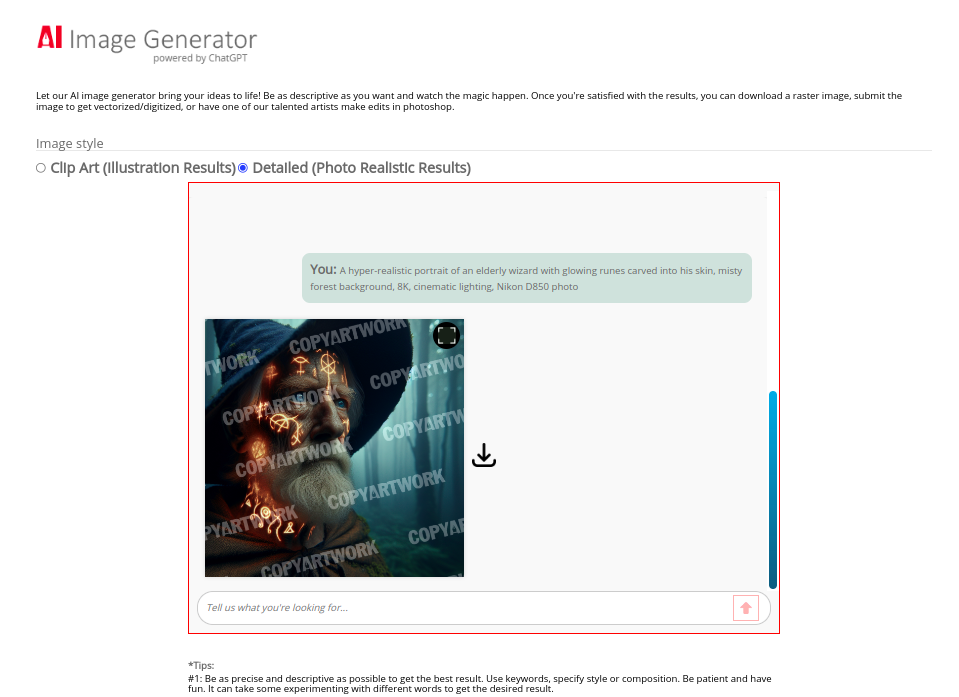 AI Image Generator
powered by ChatGPT
Let our AI image generator bring your ideas to life! Be as descriptive as you want and watch the magic happen. Once you're satisfied with the results, you can download a raster image, submit the
image to get vectorized/digitized, or have one of our talented artists make edits in photoshop.
Image style
Clip Art (Illustration Results) Detailed (Photo Realistic Results)
You: A hyper-realistic portrait of an elderly wizard with glowing runes carved into his skin, misty
forest background, 8K, cinematic lighting, Nikon D850 photo
COPYARTWORK
TWORK
COPYARTW
COPYARTWORK
COPYARTW
COPYARTWORK
COPYARTWORK
PYARTWORK
COPYA
COPYARTWORK
Tell us what you're looking for...
*Tips:
#1: Be as precise and descriptive as possible to get the best result. Use keywords, specify style or composition. Be patient and have
fun. It can take some experimenting with different words to get the desired result.